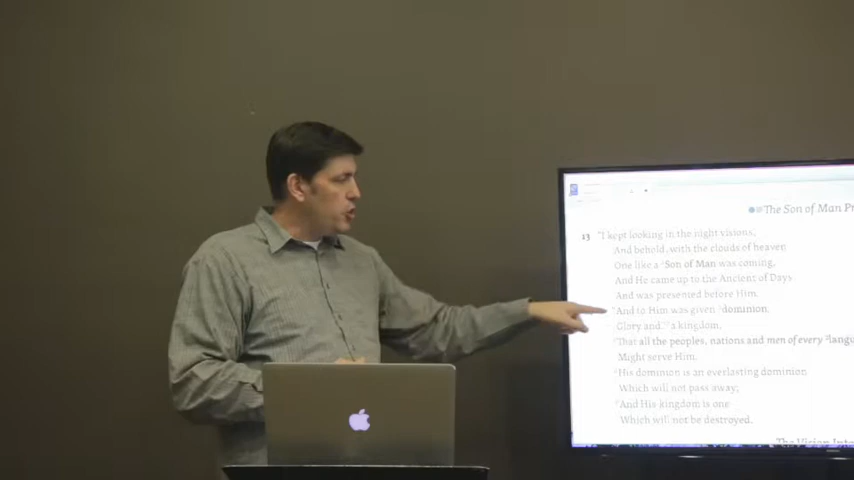 The Son of Man Pr
13 "I kept looking in the night visions,
And behold, with the clouds of heaven
One like a Son of Man was coming,
And He came up to the Ancient of Days
And was presented before Him.
And to Him was given dominion,
Glory and a kingdom,
That all the peoples, nations and men of every langu
Might serve Him.
His dominion is an everlasting dominion
Which will not pass away;
And His kingdom is one
Which will not be destroyed.
The Vision Inte